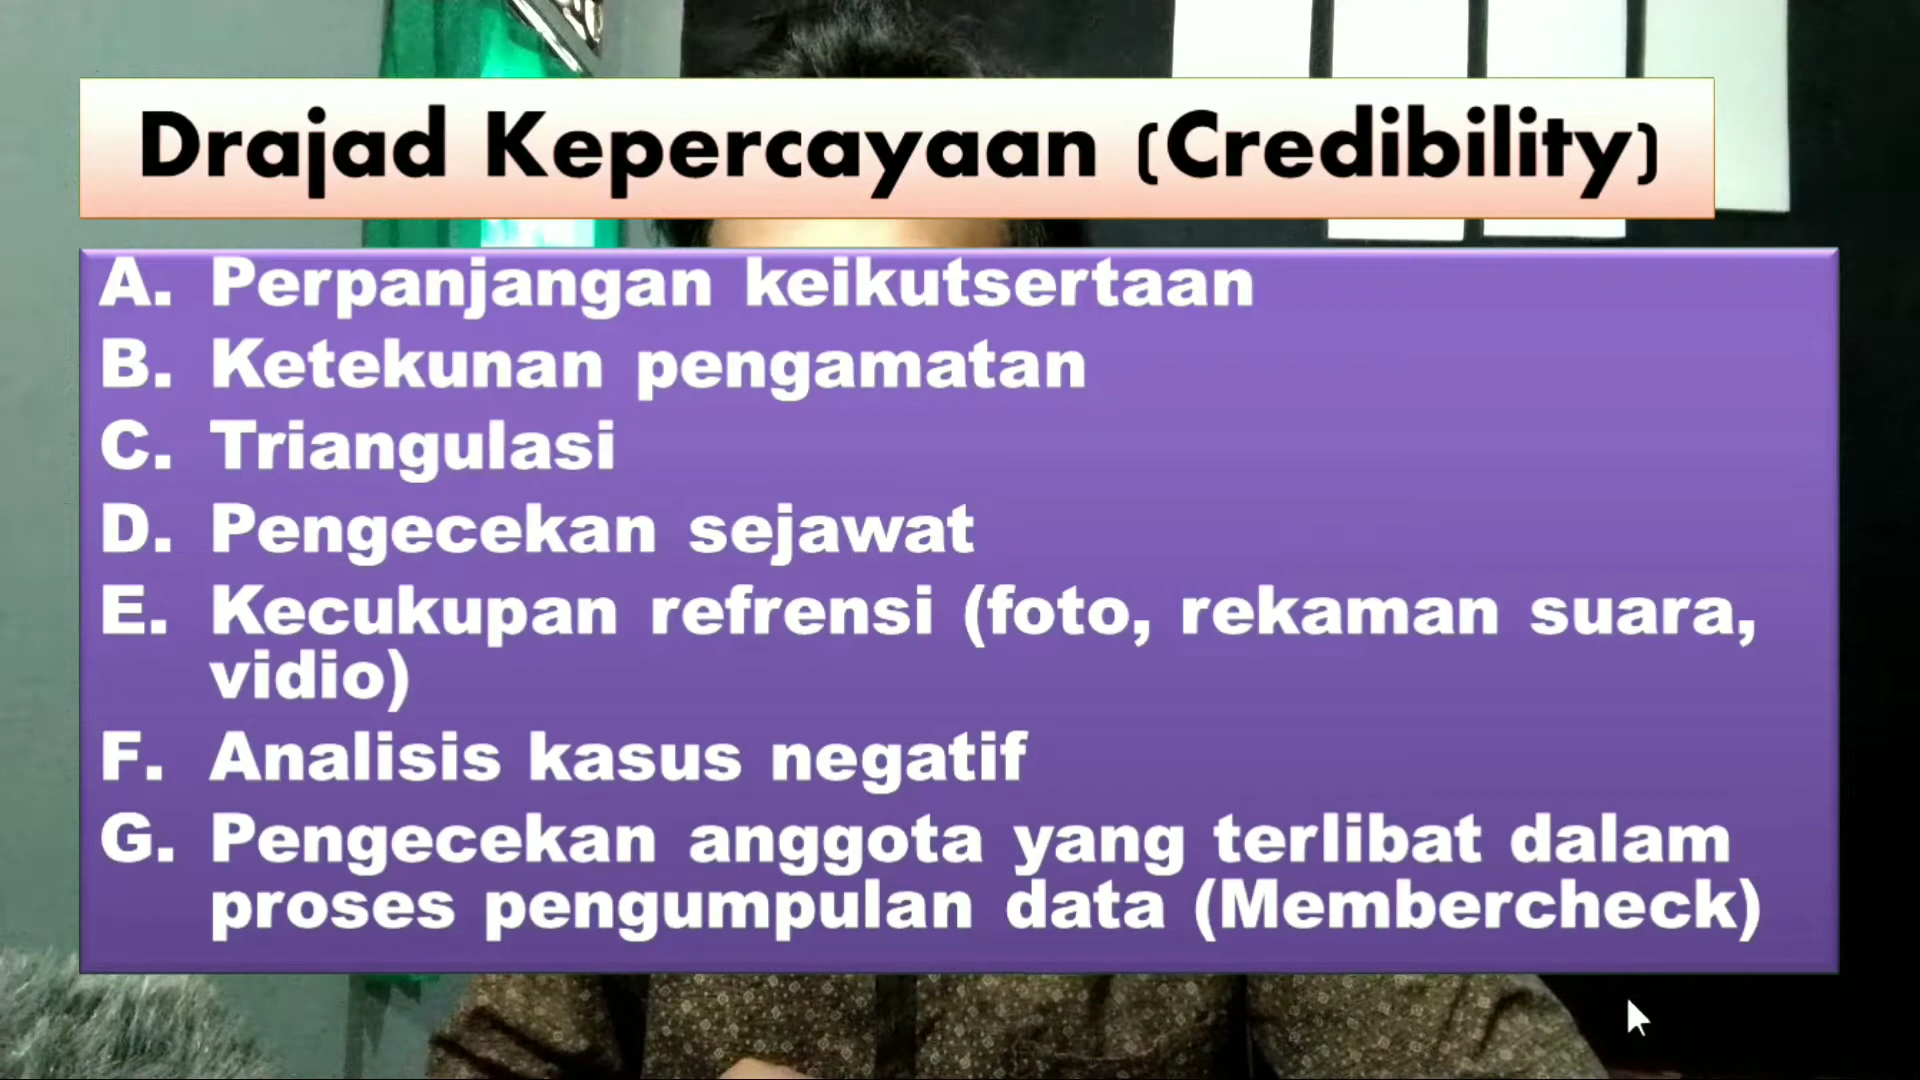 Drajad Kepercayaan (Credibility)
A. Perpanjangan keikutsertaan
B. Ketekunan pengamatan
C. Triangulasi
D. Pengecekan sejawat
E. Kecukupan refrensi (foto, rekaman suara,
vidio)
F. Analisis kasus negatif
G. Pengecekan anggota yang terlibat dalam
proses pengumpulan data (Membercheck)